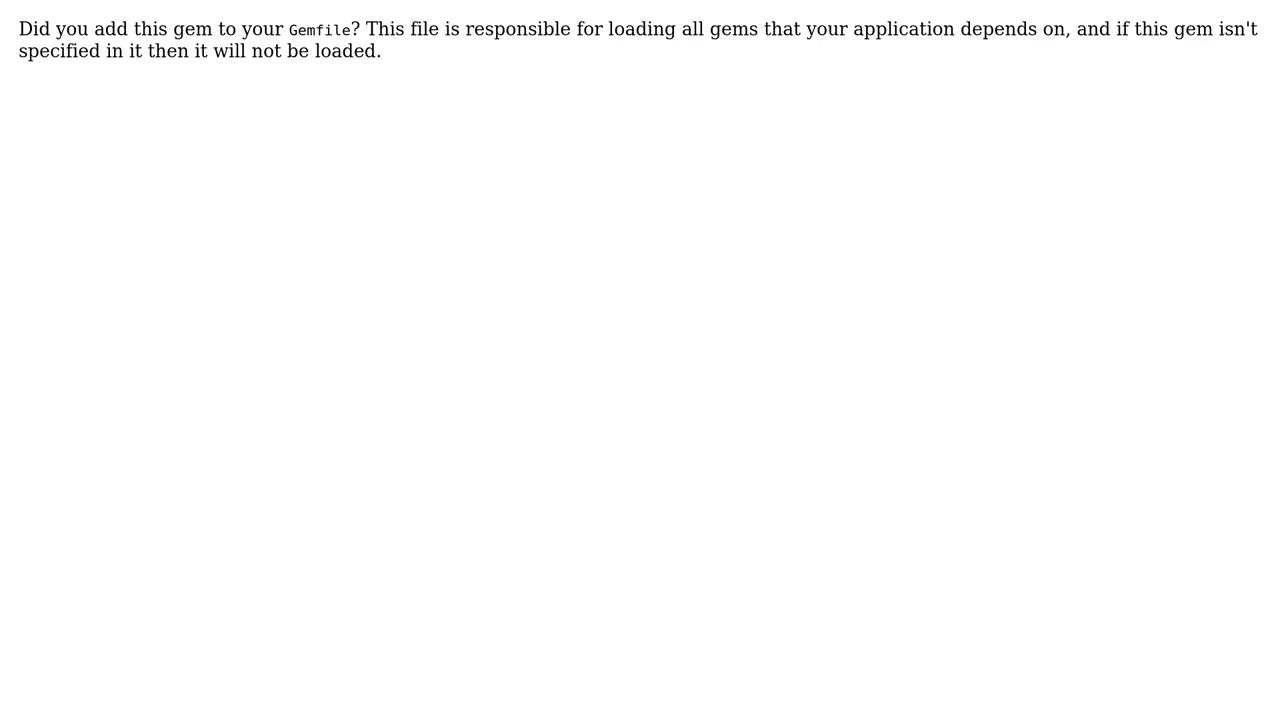 Did you add this gem to your Gemfile? This file is responsible for loading all gems that your application depends on, and if this gem isn't
specified in it then it will not be loaded.